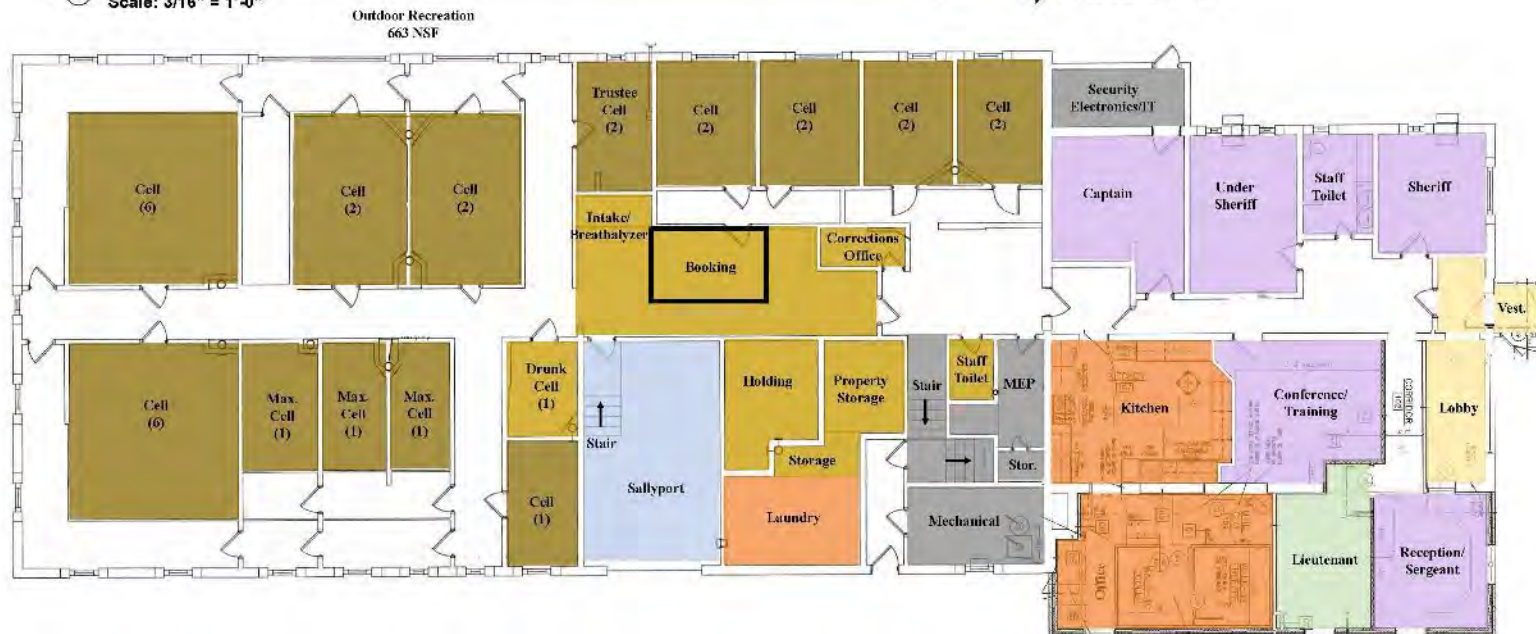 Scale: 3/16" = 1'-0"
Outdoor Recreation
663 NSF
Trustee
Cell
(2)
Cell
(2)
Cell
(2)
Cell
(2)
Cell
(2)
Security
Electronics/IT
Cell
(6)
Cell
(2)
Cell
(2)
Captain
Under
Sheriff
Staff
Toilet
Sheriff
Intake/
Breathalyzer
Booking
Corrections
Office
Vest.
Cell
(6)
Max.
Cell
(1)
Max.
Cell
(1)
Max.
Cell
(1)
Drunk
Cell
(1)
Stair
Holding
Property
Storage
Stair
Staff
Toilet
MEP
Kitchen
Conference/
Training
CORRIDOR
Lobby
Storage
Stor.
Cell
(1)
Sallyport
Laundry
Mechanical
Office
Lieutenant
Reception/
Sergeant